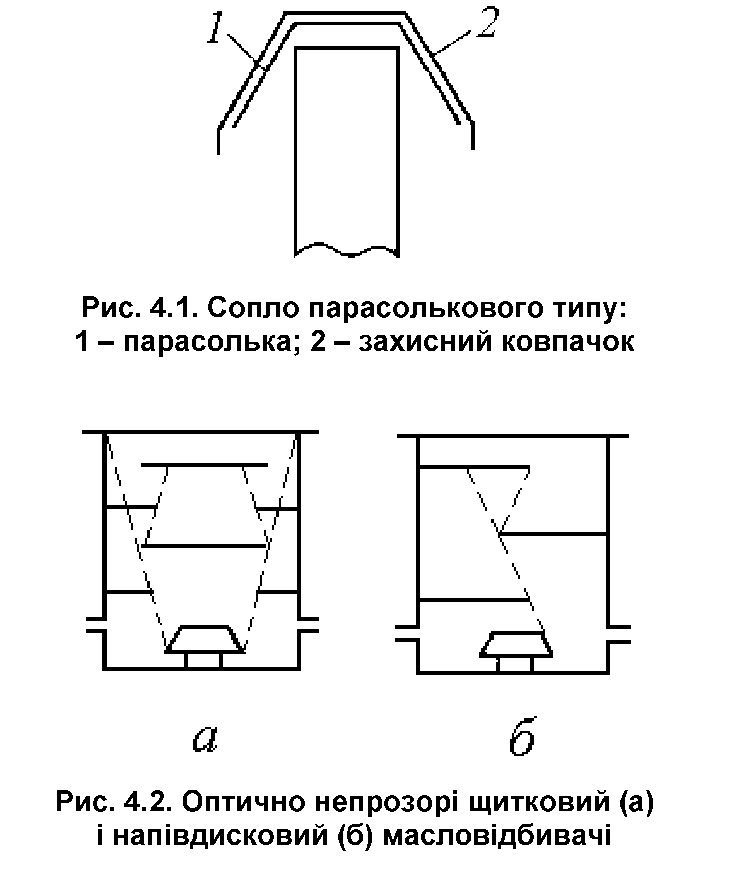 1
2
Рис. 4.1. Сопло парасолькового типу:
1 – парасолька; 2 – захисний ковпачок
а
б
Рис. 4.2. Оптично непрозорі щитковий (а)
і напівдисковий (б) масловідбивачі